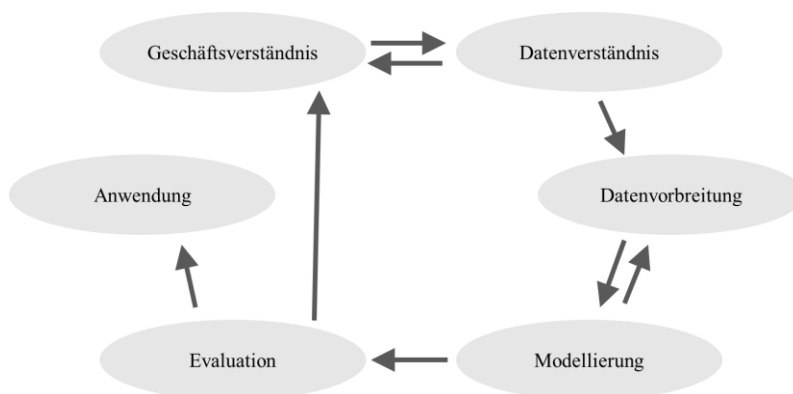 Geschäftsverständnis
Datenverständnis
Anwendung
Datenvorbreitung
Evaluation
Modellierung